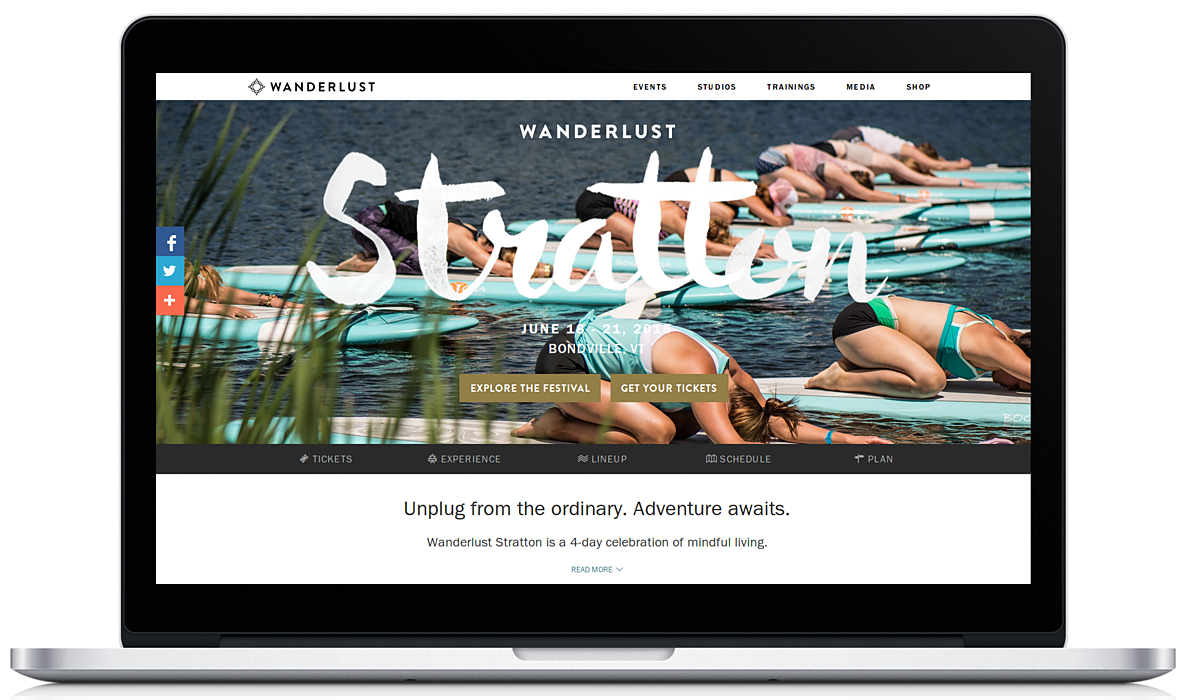 WANDERLUST
EVENTS STUDIOS TRAININGS MEDIA SHOP
WANDERLUST
Stratton
JUNE 18 - 21, 2015
BONDVILLE, VT
EXPLORE THE FESTIVAL GET YOUR TICKETS
TICKETS EXPERIENCE LINEUP SCHEDULE PLAN
Unplug from the ordinary. Adventure awaits.
Wanderlust Stratton is a 4-day celebration of mindful living.
READ MORE